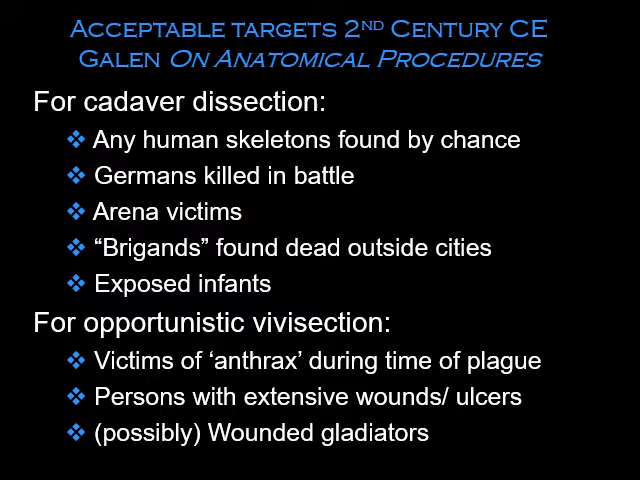 Acceptable targets 2nd Century CE
Galen On Anatomical Procedures
For cadaver dissection:
❖ Any human skeletons found by chance
❖ Germans killed in battle
❖ Arena victims
❖ “Brigands” found dead outside cities
❖ Exposed infants
For opportunistic vivisection:
❖ Victims of ‘anthrax’ during time of plague
❖ Persons with extensive wounds/ ulcers
❖ (possibly) Wounded gladiators